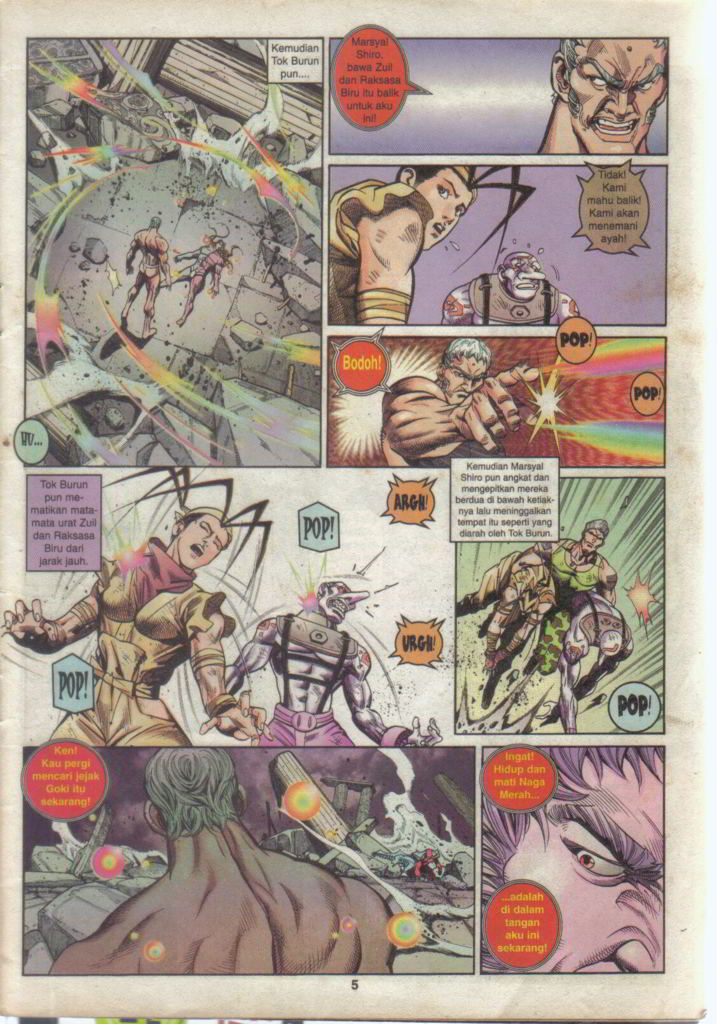 Kemudian
Tok Burun
pun....
HU...
Marsyal
Shiro,
bawa Zuil
dan Raksasa
Biru itu balik
untuk aku
ini!
Tidak!
Kami
mahu balik!
Kami akan
menemani
ayah!
Bodoh!
POP!
POP!
Tok Burun
pun me-
matikan mata-
mata urat Zuil
dan Raksasa
Biru dari
jarak jauh.
POP!
ARGH!
POP!
URGH!
Kemudian Marsyal
Shiro pun angkat dan
mengepitkan mereka
berdua di bawah ketiak-
nya lalu meninggalkan
tempat itu seperti yang
diarah oleh Tok Burun.
POP!
Ken!
Kau pergi
mencari jejak
Goki itu
sekarang!
Ingat!
Hidup dan
mati Naga
Merah...
...adalah
di dalam
tangan
aku ini
sekarang!
5